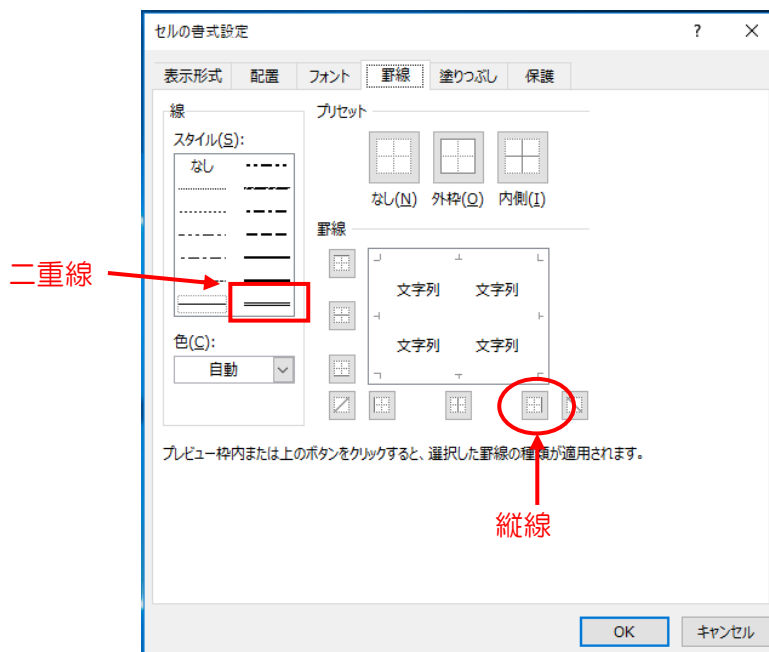 セルの書式設定
表示形式 配置 フォント 罫線 塗りつぶし 保護
線
スタイル(S):
なし
プリセット
なし(N) 外枠(O) 内側(I)
罫線
文字列 文字列
文字列 文字列
二重線
色(C):
自動
プレビュー枠内または上のボタンをクリックすると、選択した罫線の種類が適用されます。
縦線
OK キャンセル